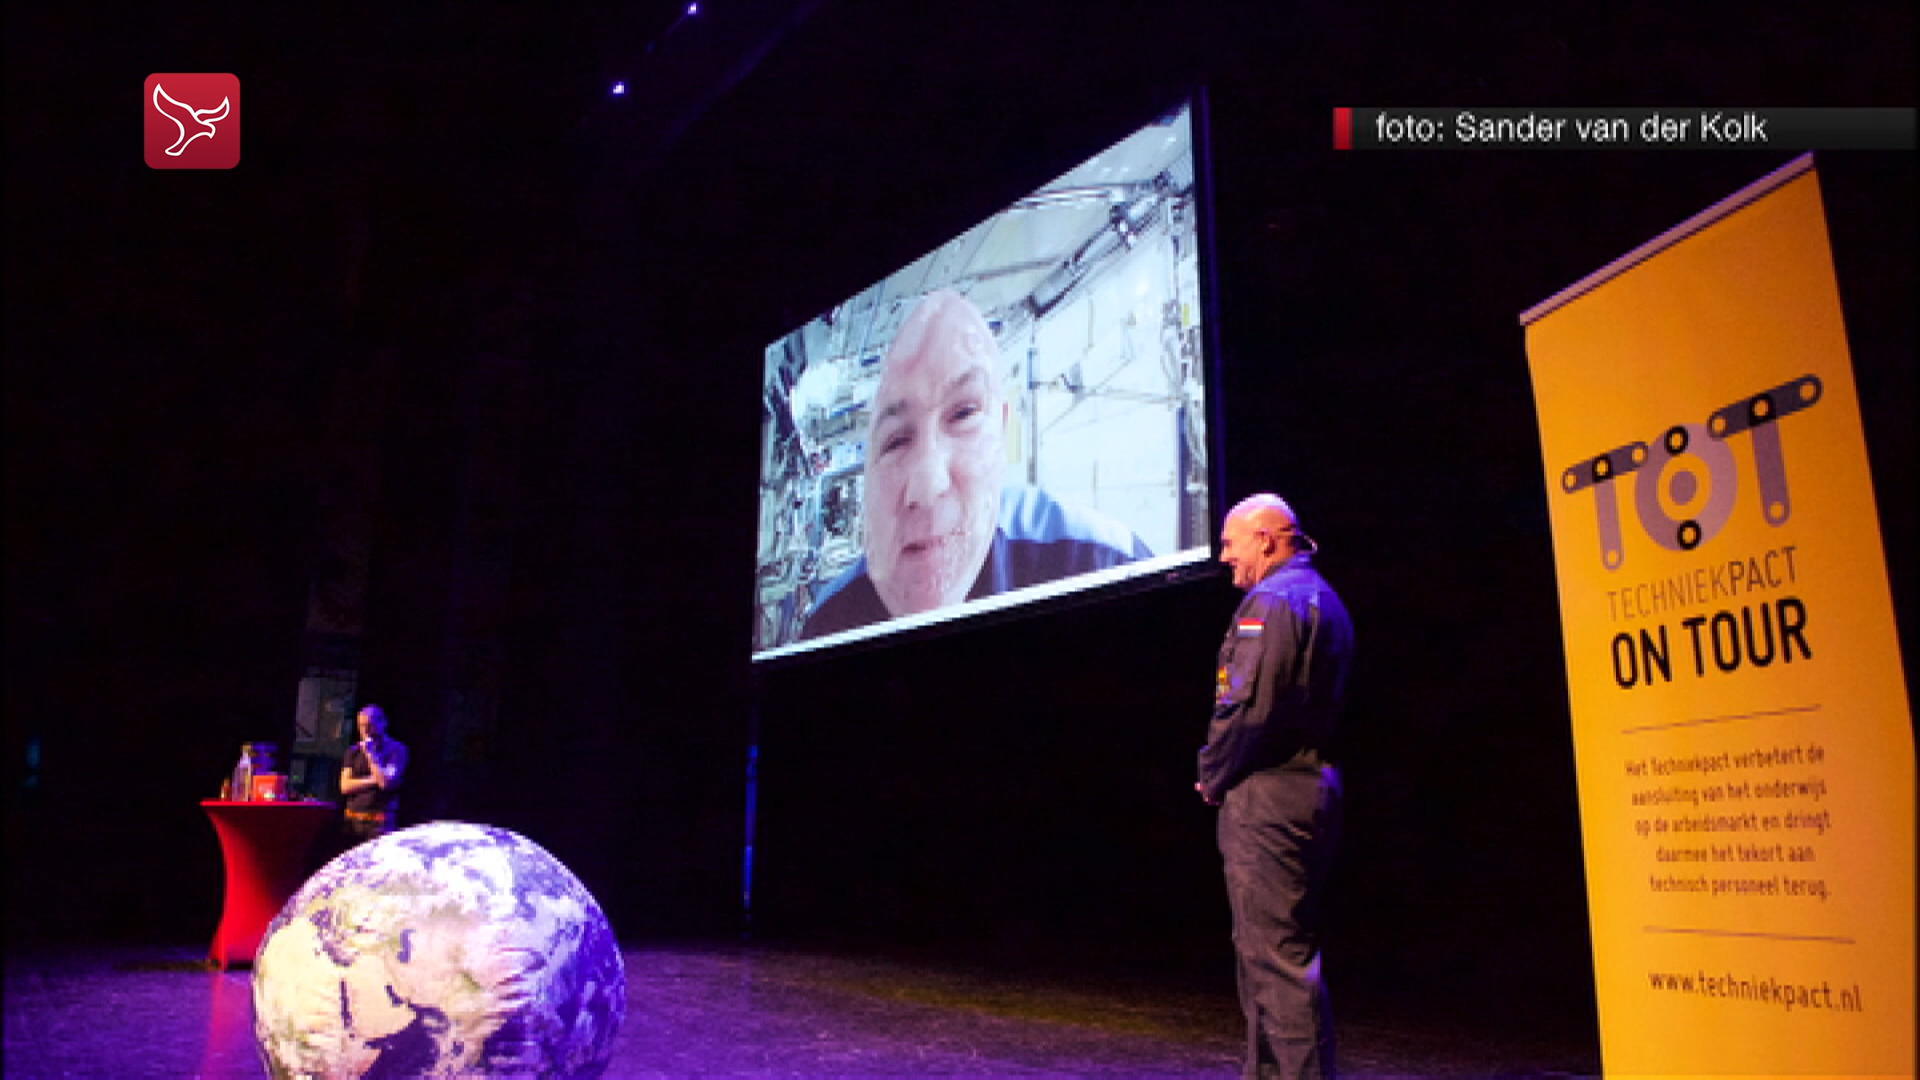 foto: Sander van der Kolk
TOT
TECHNIEKPACT
ON TOUR
Het Techniekpact verbetert de
aansluiting van het onderwijs
op de arbeidsmarkt en dringt
daarmee het tekort aan
technisch personeel terug.
www.techniekpact.nl